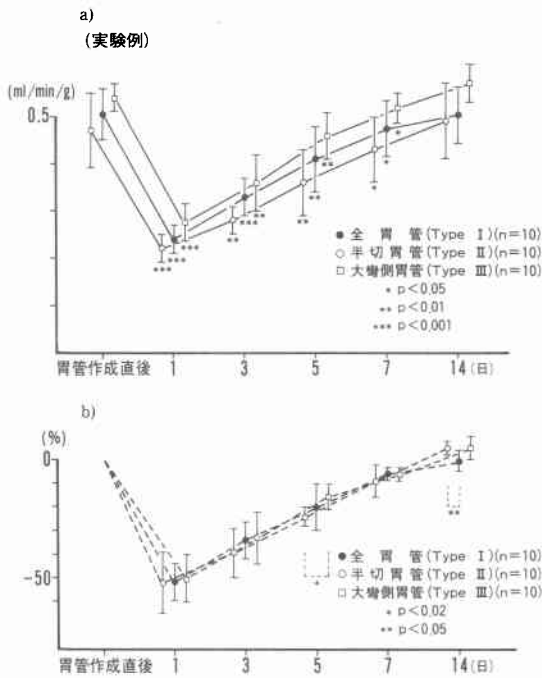 a)
(実験例)
(ml/min/g)
0.5
***
***
***
**
***
**
**
**
**
*
*
*
● 全 胃 管 (Type Ⅰ)(n=10)
○ 半切胃管 (Type Ⅱ)(n=10)
□ 大彎側胃管 (Type Ⅲ)(n=10)
* p<0.05
** p<0.01
*** p<0.001
胃管作成直後 1 3 5 7 14(日)
b)
(%)
0
-50
*
**
● 全 胃 管 (Type Ⅰ)(n=10)
○ 半切胃管 (Type Ⅱ)(n=10)
□ 大彎側胃管 (Type Ⅲ)(n=10)
* p<0.02
** p<0.05
胃管作成直後 1 3 5 7 14(日)